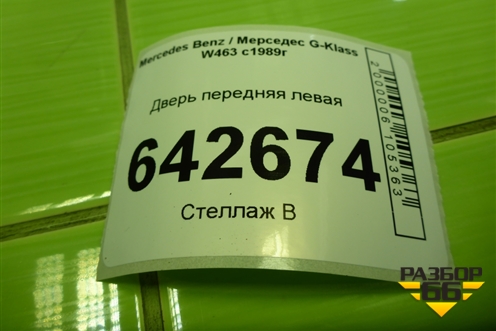 Mercedes Benz / Мерседес G-Klass
W463 с1989г
Дверь передняя левая
642674
Стеллаж В
2000006105363
РАЗБОР
66